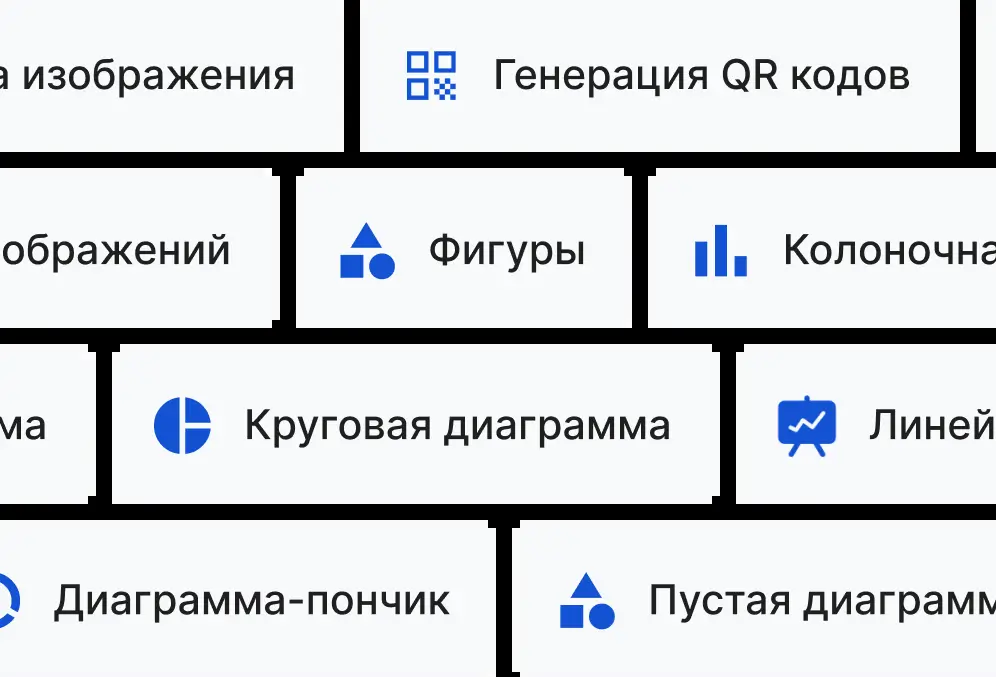 а изображения Генерация QR кодов
ображений Фигуры Колоночна
ма Круговая диаграмма Линей
Диаграмма-пончик Пустая диаграмм